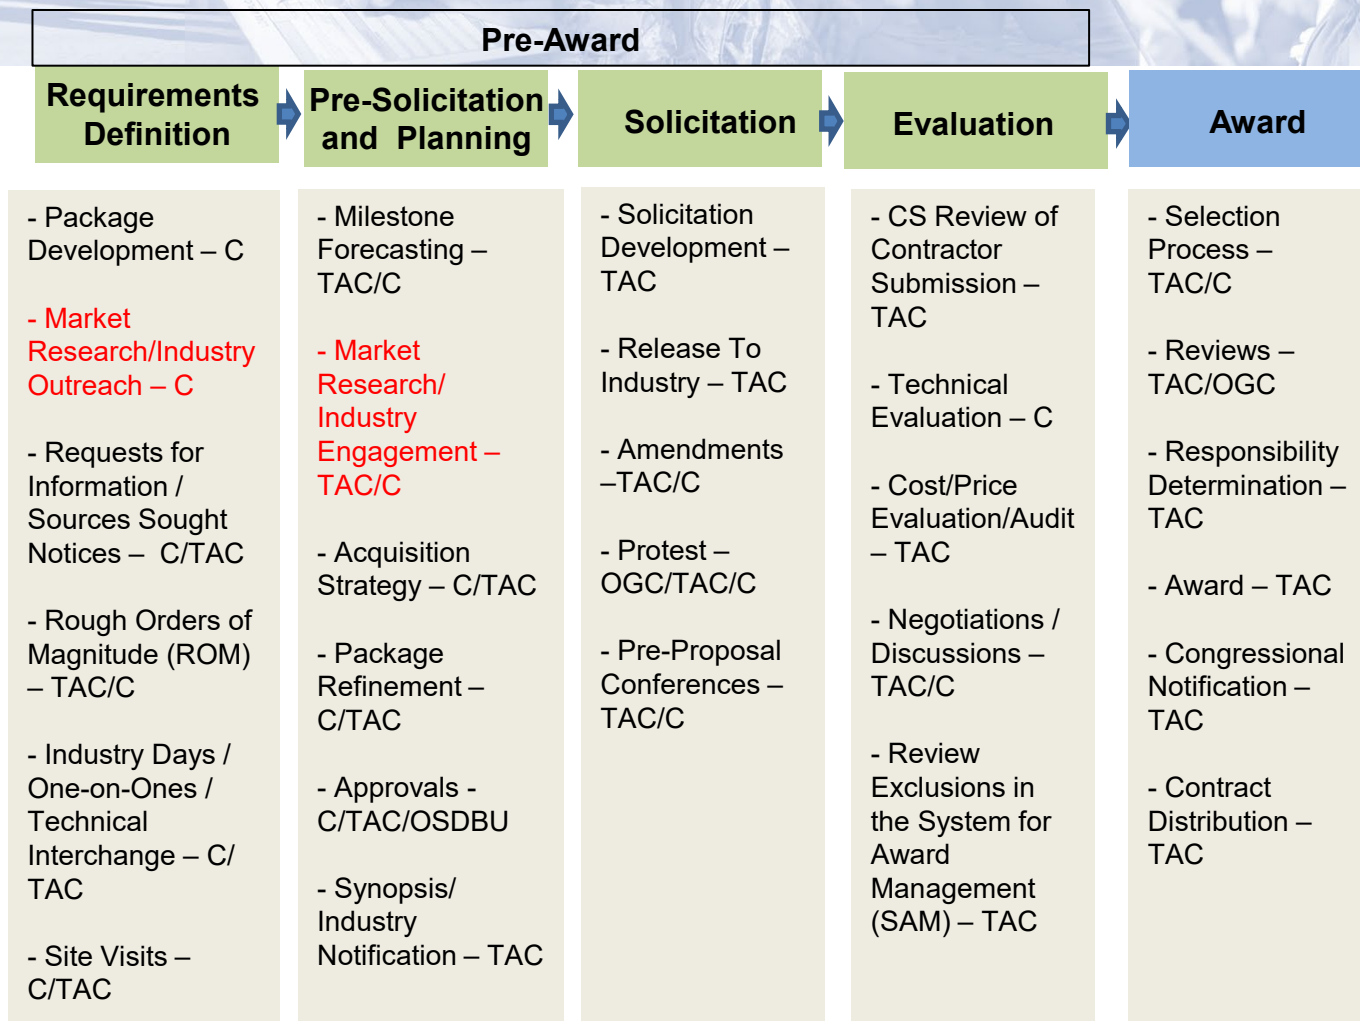 Pre-Award
Requirements
Definition
Pre-Solicitation
and Planning
Solicitation
Evaluation
Award
- Package
Development – C
- Market
Research/Industry
Outreach – C
- Requests for
Information /
Sources Sought
Notices – C/TAC
- Rough Orders of
Magnitude (ROM)
– TAC/C
- Industry Days /
One-on-Ones /
Technical
Interchange – C/
TAC
- Site Visits –
C/TAC
- Milestone
Forecasting –
TAC/C
- Market
Research/
Industry
Engagement –
TAC/C
- Acquisition
Strategy – C/TAC
- Package
Refinement –
C/TAC
- Approvals -
C/TAC/OSDBU
- Synopsis/
Industry
Notification – TAC
- Solicitation
Development –
TAC
- Release To
Industry – TAC
- Amendments
–TAC/C
- Protest –
OGC/TAC/C
- Pre-Proposal
Conferences –
TAC/C
- CS Review of
Contractor
Submission –
TAC
- Technical
Evaluation – C
- Cost/Price
Evaluation/Audit
– TAC
- Negotiations /
Discussions –
TAC/C
- Review
Exclusions in
the System for
Award
Management
(SAM) – TAC
- Selection
Process –
TAC/C
- Reviews –
TAC/OGC
- Responsibility
Determination –
TAC
- Award – TAC
- Congressional
Notification –
TAC
- Contract
Distribution –
TAC